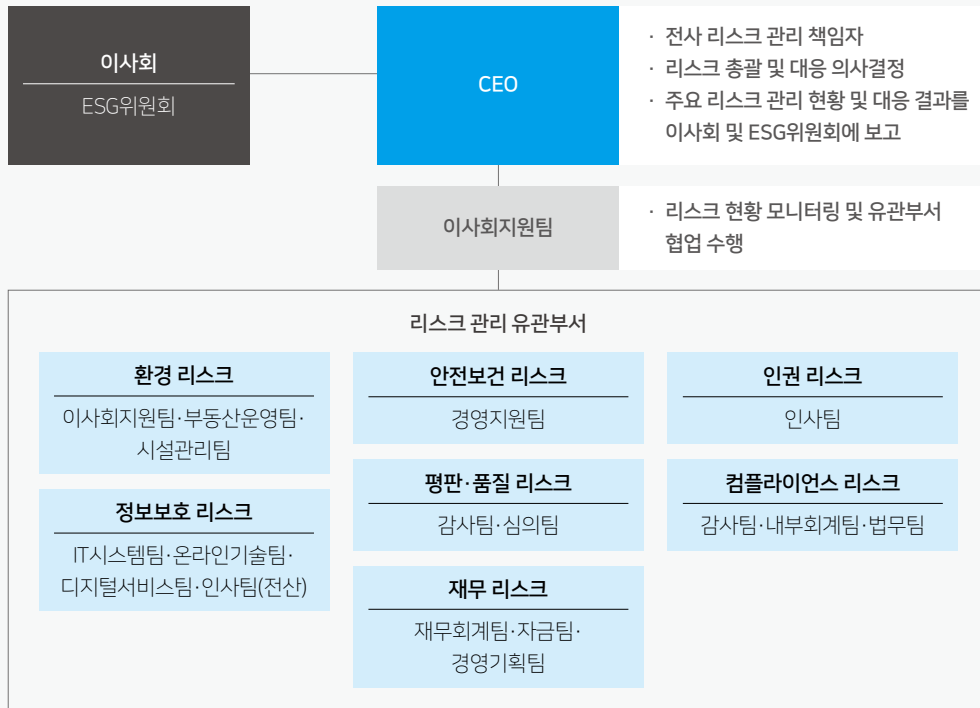 이사회
ESG위원회
CEO
· 전사 리스크 관리 책임자
· 리스크 총괄 및 대응 의사결정
· 주요 리스크 관리 현황 및 대응 결과를
이사회 및 ESG위원회에 보고
이사회지원팀
· 리스크 현황 모니터링 및 유관부서
협업 수행
리스크 관리 유관부서
환경 리스크
이사회지원팀·부동산운영팀·
시설관리팀
정보보호 리스크
IT시스템팀·온라인기술팀·
디지털서비스팀·인사팀(전산)
안전보건 리스크
경영지원팀
평판·품질 리스크
감사팀·심의팀
재무 리스크
재무회계팀·자금팀·
경영기획팀
인권 리스크
인사팀
컴플라이언스 리스크
감사팀·내부회계팀·법무팀